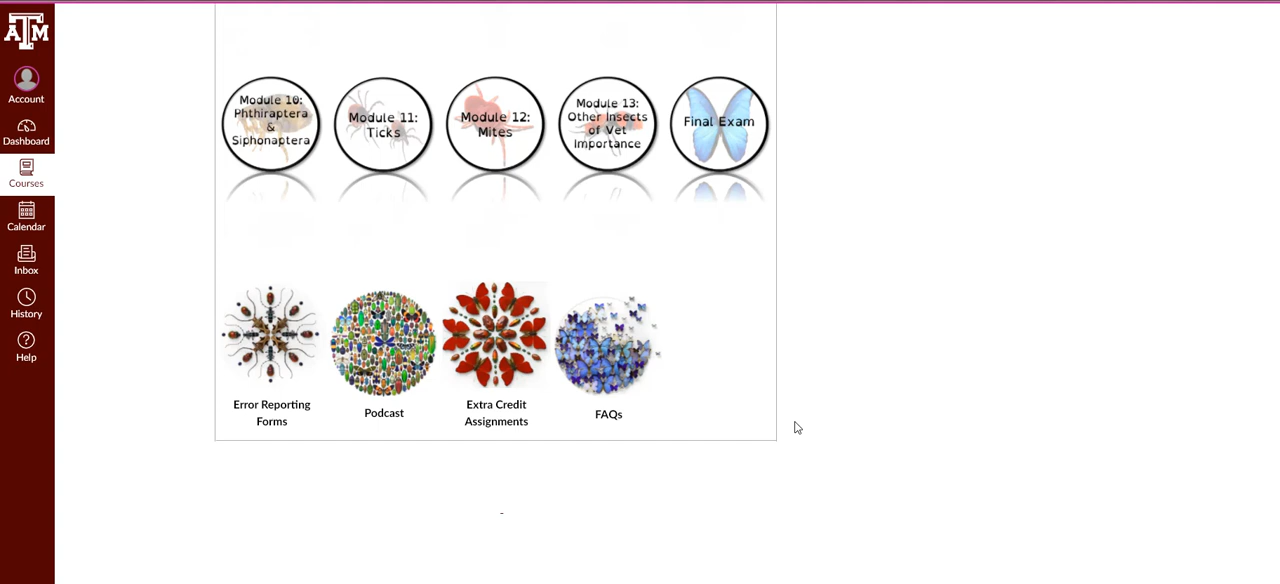 ATM
Account
Dashboard
Courses
Calendar
Inbox
History
Help
Module 10:
Phthiraptera
&
Siphonaptera
Module 11:
Ticks
Module 12:
Mites
Module 13:
Other Insects
of Vet
Importance
Final Exam
Error Reporting
Forms
Podcast
Extra Credit
Assignments
FAQs
-